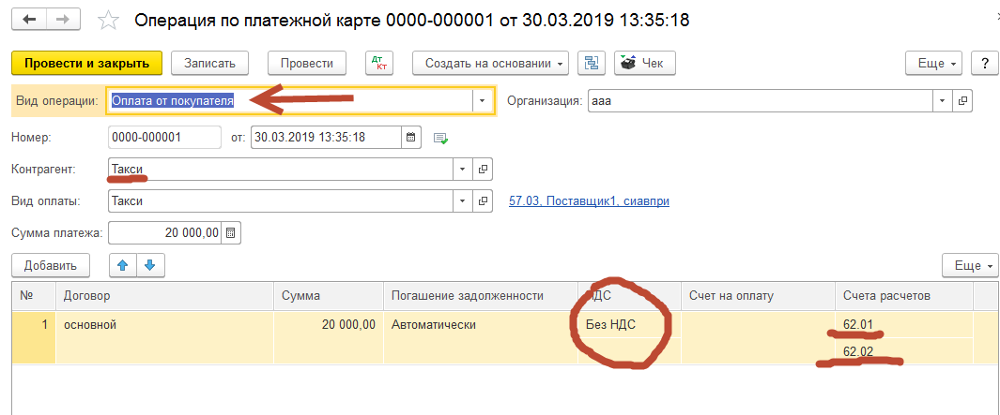 Операция по платежной карте 0000-000001 от 30.03.2019 13:35:18
Провести и закрыть Записать Провести Дт Кт Создать на основании Чек Еще ?
Вид операции: Оплата от покупателя Организация: ааа
Номер: 0000-000001 от: 30.03.2019 13:35:18
Контрагент: Такси
Вид оплаты: Такси 57.03, Поставщик1, сиавпри
Сумма платежа: 20 000,00
Добавить Еще
№ Договор Сумма Погашение задолженности НДС Счет на оплату Счета расчетов
1 основной 20 000,00 Автоматически Без НДС 62.01
62.02